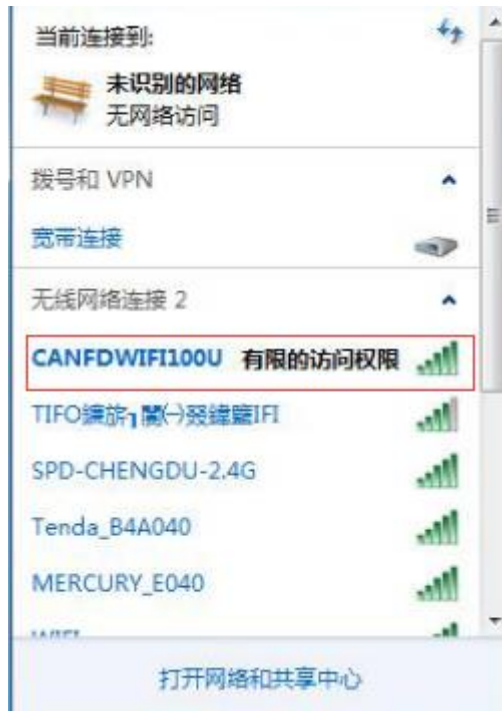 当前连接到:
未识别的网络
无网络访问
拨号和 VPN
宽带连接
无线网络连接 2
CANFDWIFI100U 有限的访问权限
SPD-CHENGDU-2.4G
Tenda_B4A040
MERCURY_E040
打开网络和共享中心